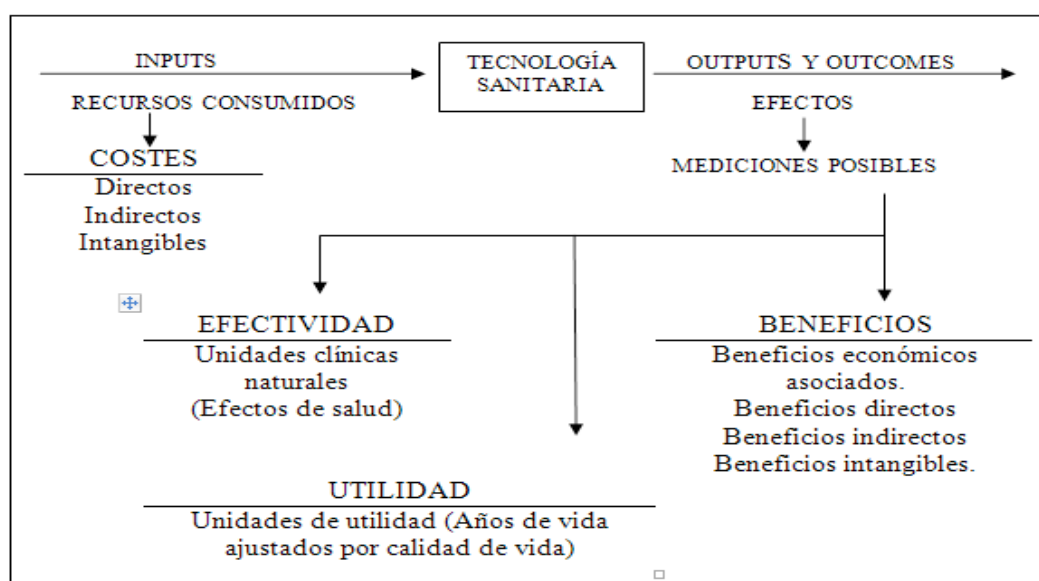 INPUTS
TECNOLOGÍA
SANITARIA
OUTPUTS Y OUTCOMES
RECURSOS CONSUMIDOS
EFECTOS
COSTES
Directos
Indirectos
Intangibles
MEDICIONES POSIBLES
EFECTIVIDAD
Unidades clínicas
naturales
(Efectos de salud)
BENEFICIOS
Beneficios económicos
asociados.
Beneficios directos
Beneficios indirectos
Beneficios intangibles.
UTILIDAD
Unidades de utilidad (Años de vida
ajustados por calidad de vida)